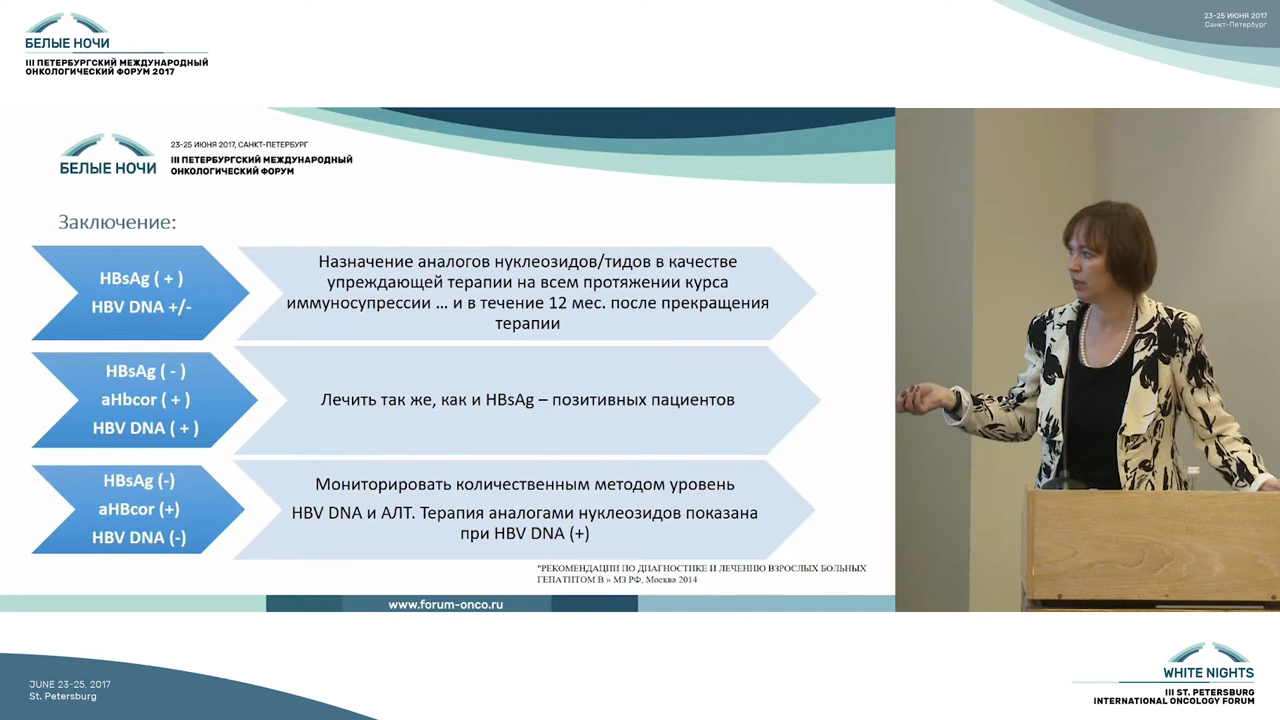 БЕЛЫЕ НОЧИ
III ПЕТЕРБУРГСКИЙ МЕЖДУНАРОДНЫЙ
ОНКОЛОГИЧЕСКИЙ ФОРУМ 2017
23-25 ИЮНЯ 2017
Санкт-Петербург
БЕЛЫЕ НОЧИ
23-25 ИЮНЯ 2017, САНКТ-ПЕТЕРБУРГ
III ПЕТЕРБУРГСКИЙ МЕЖДУНАРОДНЫЙ
ОНКОЛОГИЧЕСКИЙ ФОРУМ
Заключение:
HBsAg ( + )
HBV DNA +/-
Назначение аналогов нуклеозидов/тидов в качестве
упреждающей терапии на всем протяжении курса
иммуносупрессии ... и в течение 12 мес. после прекращения
терапии
HBsAg ( - )
aHbcor ( + )
HBV DNA ( + )
Лечить так же, как и HBsAg – позитивных пациентов
HBsAg (-)
aHBcor (+)
HBV DNA (-)
Мониторировать количественным методом уровень
HBV DNA и АЛТ. Терапия аналогами нуклеозидов показана
при HBV DNA (+)
"РЕКОМЕНДАЦИИ ПО ДИАГНОСТИКЕ И ЛЕЧЕНИЮ ВЗРОСЛЫХ БОЛЬНЫХ
ГЕПАТИТОМ В » МЗ РФ, Москва 2014
www.forum-onco.ru
JUNE 23-25, 2017
St. Petersburg
WHITE NIGHTS
III ST. PETERSBURG
INTERNATIONAL ONCOLOGY FORUM